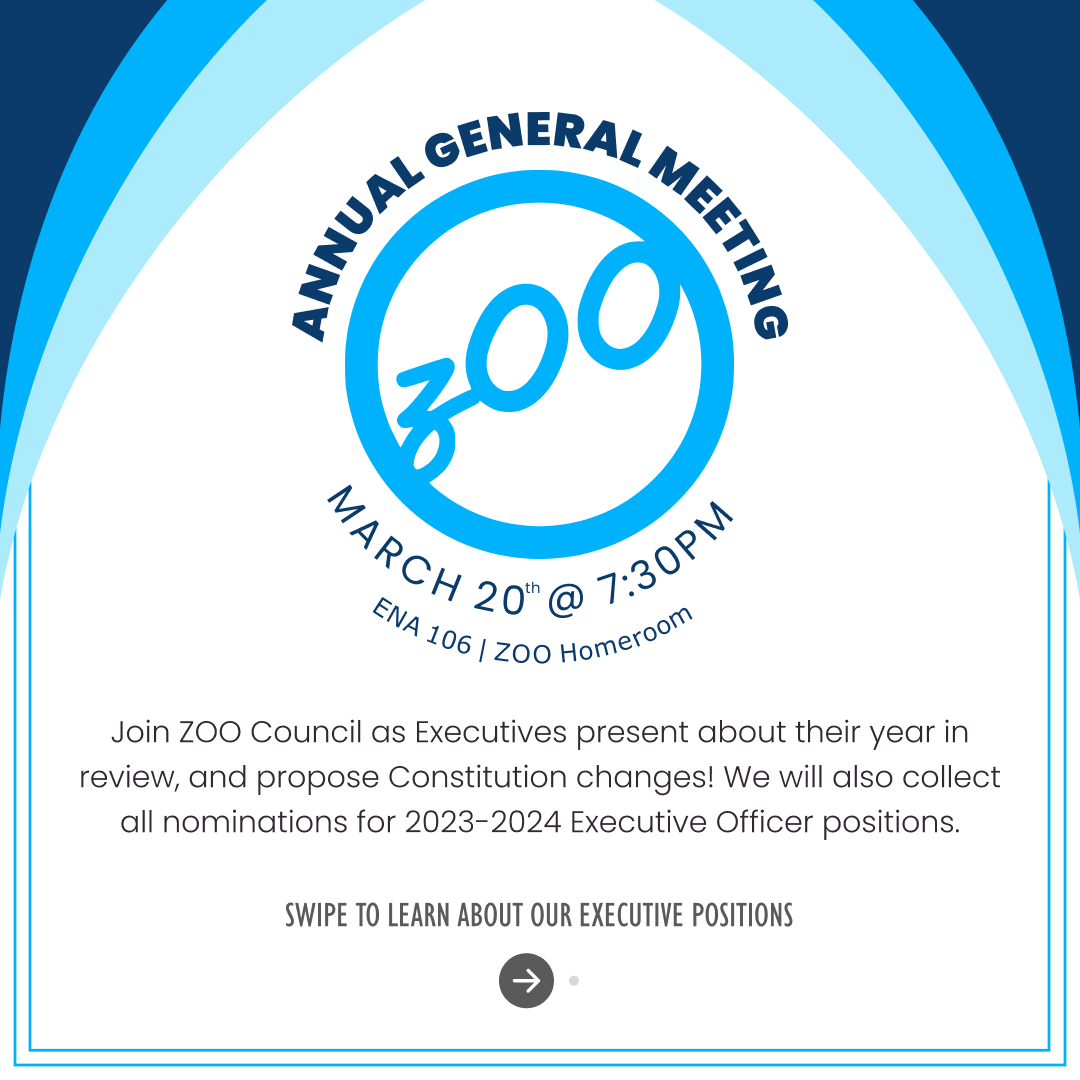 ANNUAL GENERAL MEETING
ZOO
MARCH 20th @ 7:30PM
ENA 106 | ZOO Homeroom
Join ZOO Council as Executives present about their year in
review, and propose Constitution changes! We will also collect
all nominations for 2023-2024 Executive Officer positions.
SWIPE TO LEARN ABOUT OUR EXECUTIVE POSITIONS